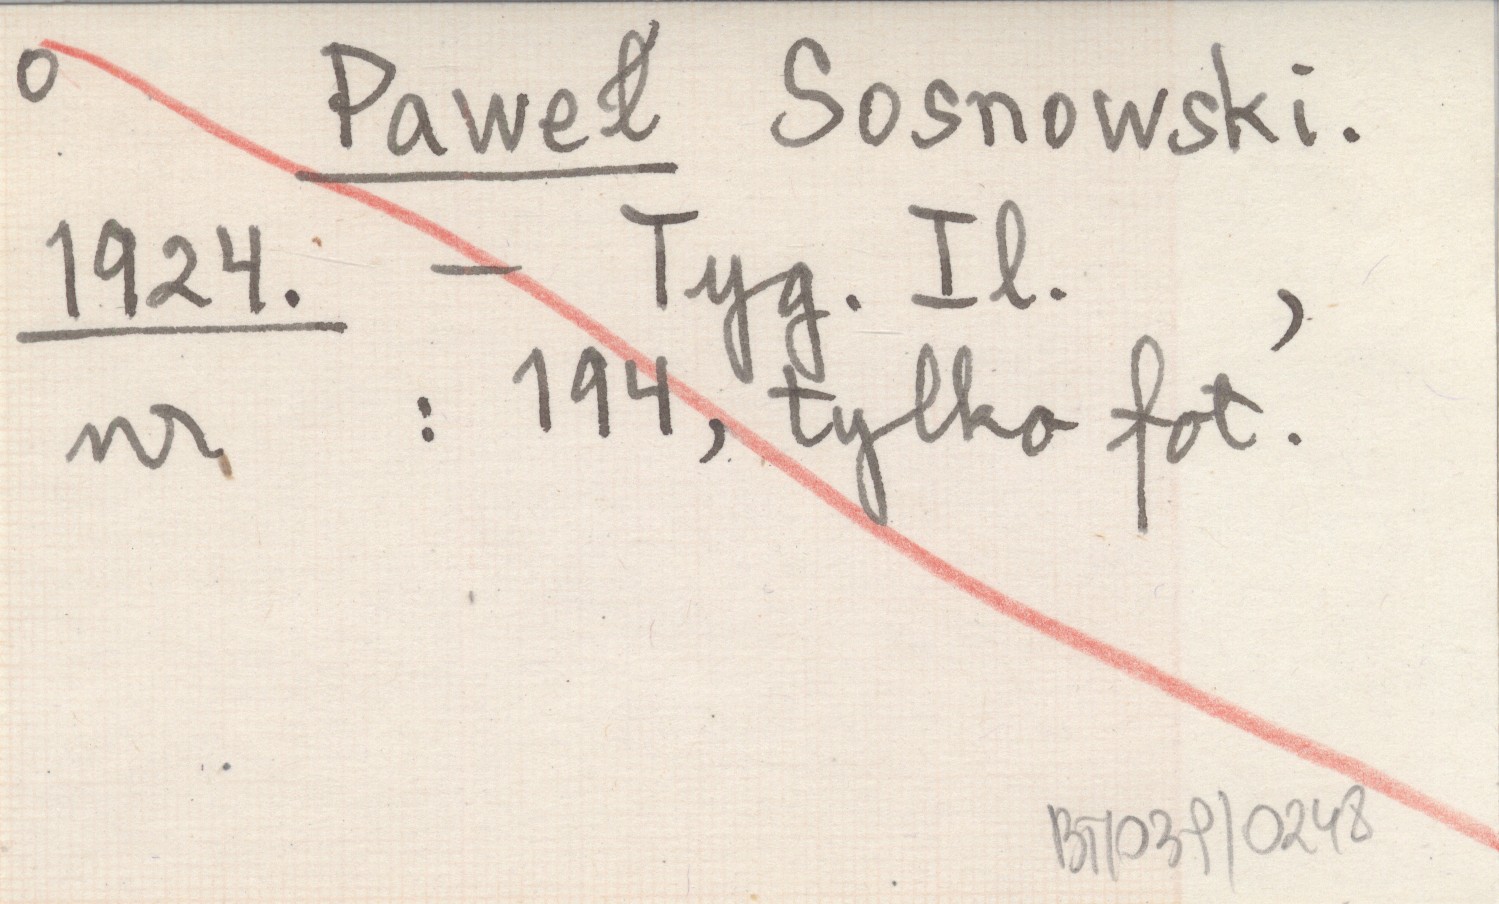 o Paweł Sosnowski.
1924. — Tyg. Il. ,
nr : 194, tylko fot.
BT/039/0248